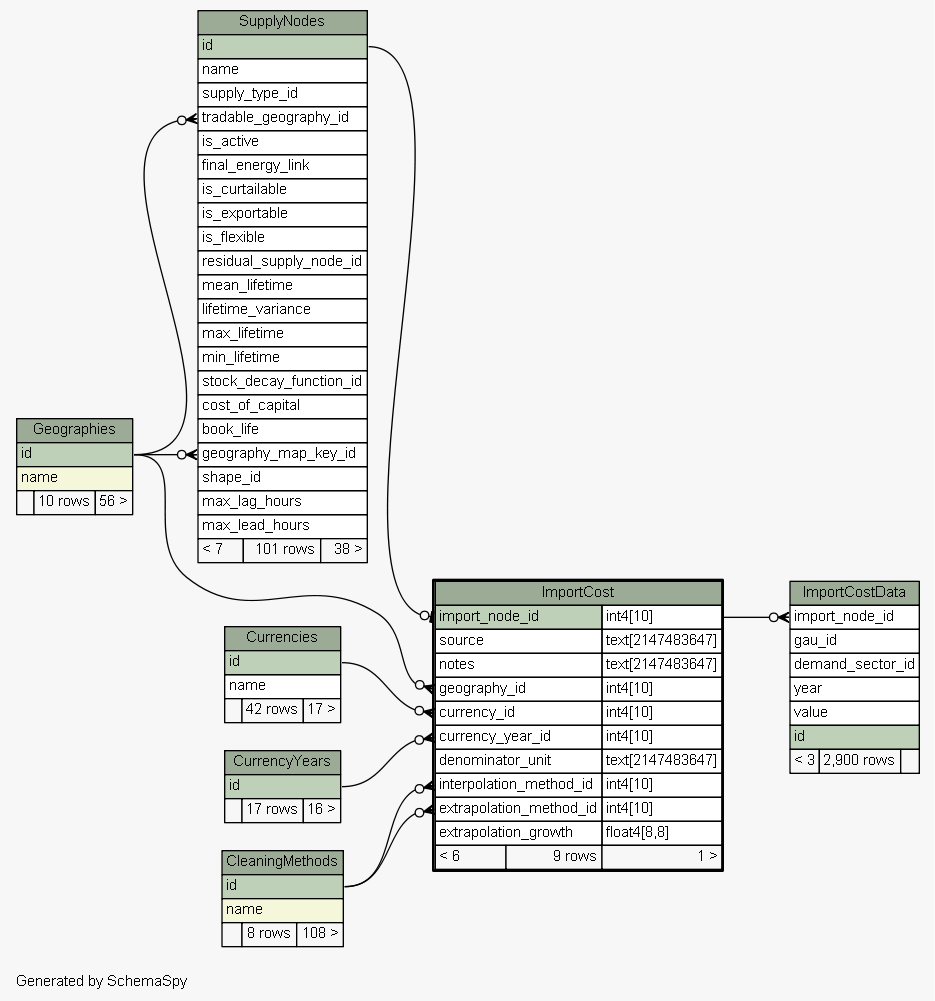 SupplyNodes
id
name
supply_type_id
tradable_geography_id
is_active
final_energy_link
is_curtailable
is_exportable
is_flexible
residual_supply_node_id
mean_lifetime
lifetime_variance
max_lifetime
min_lifetime
stock_decay_function_id
cost_of_capital
book_life
geography_map_key_id
shape_id
max_lag_hours
max_lead_hours
< 7 101 rows 38 >
Geographies
id
name
10 rows 56 >
ImportCost
import_node_id int4[10]
source text[2147483647]
notes text[2147483647]
geography_id int4[10]
currency_id int4[10]
currency_year_id int4[10]
denominator_unit text[2147483647]
interpolation_method_id int4[10]
extrapolation_method_id int4[10]
extrapolation_growth float4[8,8]
< 6 9 rows 1 >
ImportCostData
import_node_id
gau_id
demand_sector_id
year
value
id
< 3 2,900 rows
Currencies
id
name
42 rows 17 >
CurrencyYears
id
17 rows 16 >
CleaningMethods
id
name
8 rows 108 >
Generated by SchemaSpy